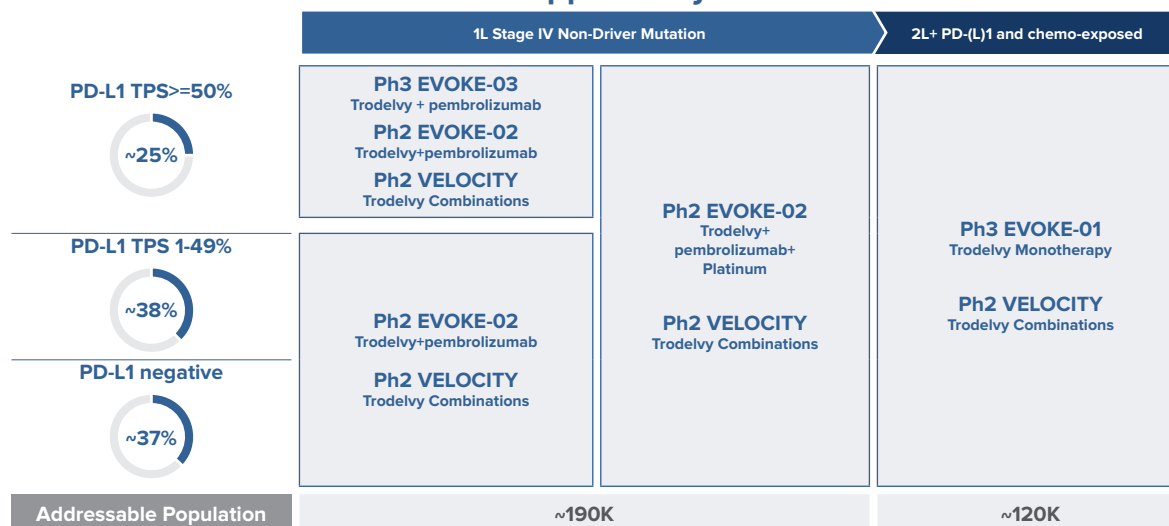 1L Stage IV Non-Driver Mutation
2L+ PD-(L)1 and chemo-exposed
PD-L1 TPS>=50%
~25%
Ph3 EVOKE-03
Trodelvy + pembrolizumab
Ph2 EVOKE-02
Trodelvy+pembrolizumab
Ph2 VELOCITY
Trodelvy Combinations
PD-L1 TPS 1-49%
~38%
PD-L1 negative
~37%
Ph2 EVOKE-02
Trodelvy+pembrolizumab
Ph2 VELOCITY
Trodelvy Combinations
Ph2 EVOKE-02
Trodelvy+
pembrolizumab+
Platinum
Ph2 VELOCITY
Trodelvy Combinations
Ph3 EVOKE-01
Trodelvy Monotherapy
Ph2 VELOCITY
Trodelvy Combinations
Addressable Population
~190K
~120K